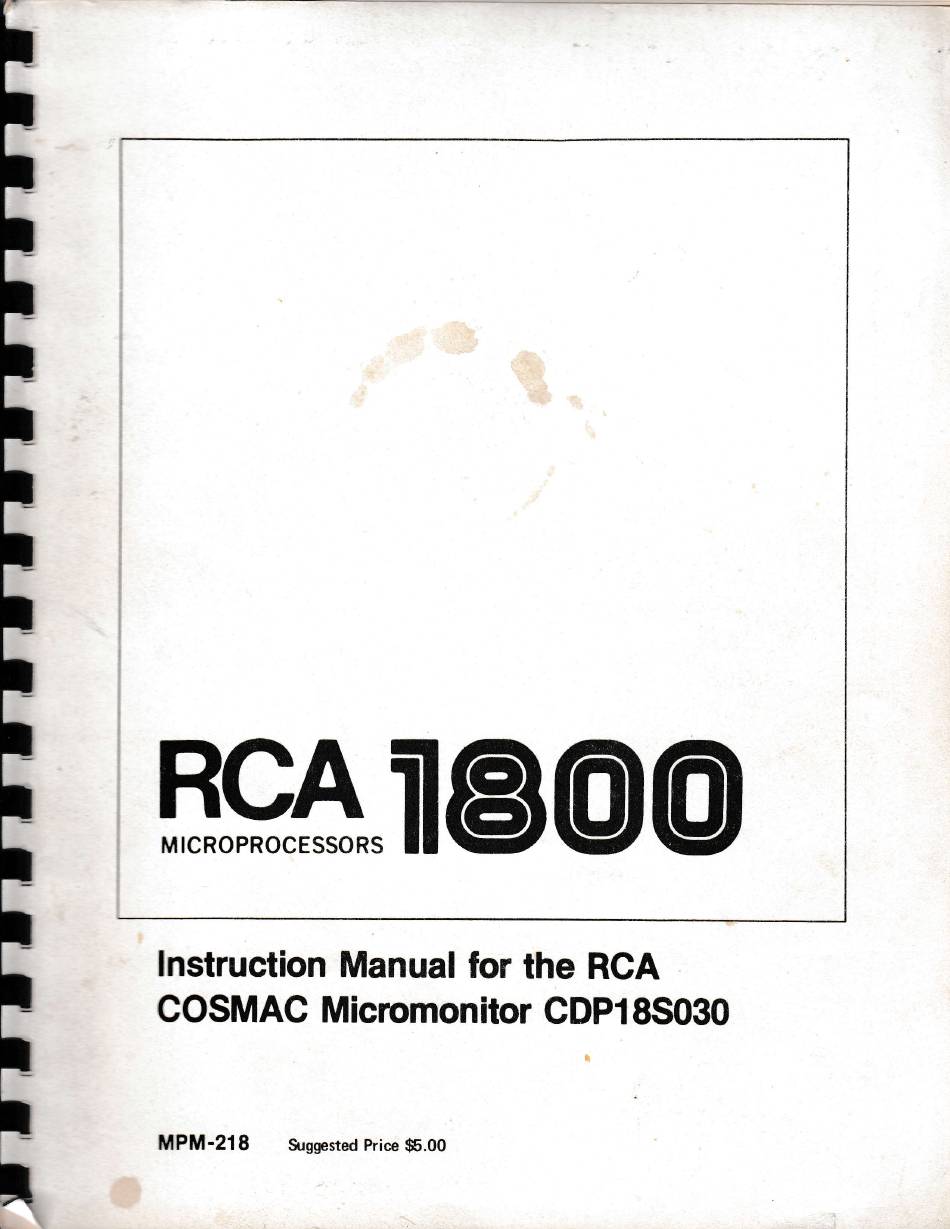 RCA 1800
MICROPROCESSORS
Instruction Manual for the RCA
COSMAC Micromonitor CDP18S030
MPM-218 Suggested Price $5.00